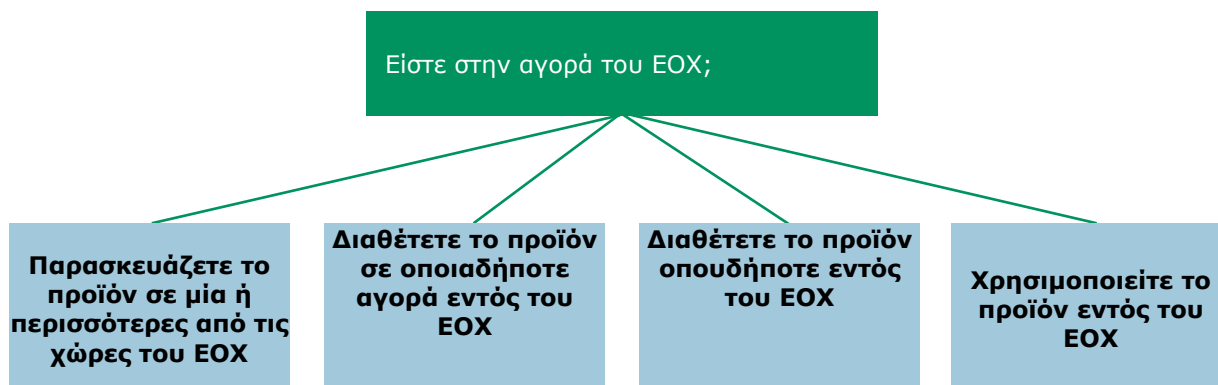 Είστε στην αγορά του ΕΟΧ;
Παρασκευάζετε το
προϊόν σε μία ή
περισσότερες από τις
χώρες του ΕΟΧ
Διαθέτετε το προϊόν
σε οποιαδήποτε
αγορά εντός του
ΕΟΧ
Διαθέτετε το προϊόν
οπουδήποτε εντός
του ΕΟΧ
Χρησιμοποιείτε το
προϊόν εντός του
ΕΟΧ